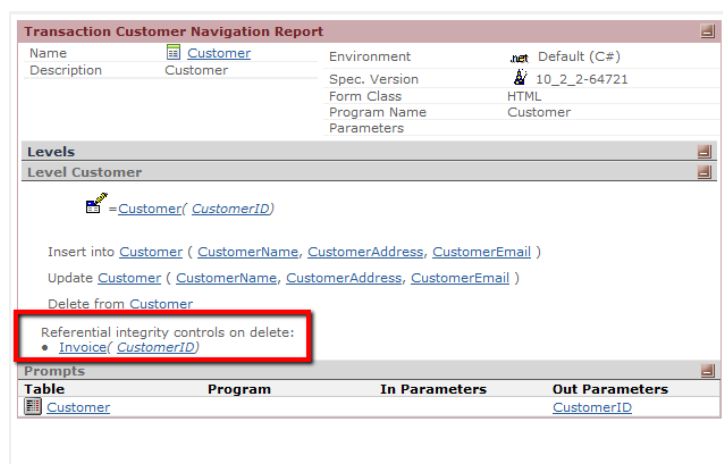 Transaction Customer Navigation Report
Name Customer Environment .net Default (C#)
Description Customer Spec. Version 10_2_2-64721
Form Class HTML
Program Name Customer
Parameters
Levels
Level Customer
=Customer( CustomerID)
Insert into Customer ( CustomerName, CustomerAddress, CustomerEmail )
Update Customer ( CustomerName, CustomerAddress, CustomerEmail )
Delete from Customer
Referential integrity controls on delete:
• Invoice( CustomerID)
Prompts
Table Program In Parameters Out Parameters
Customer CustomerID